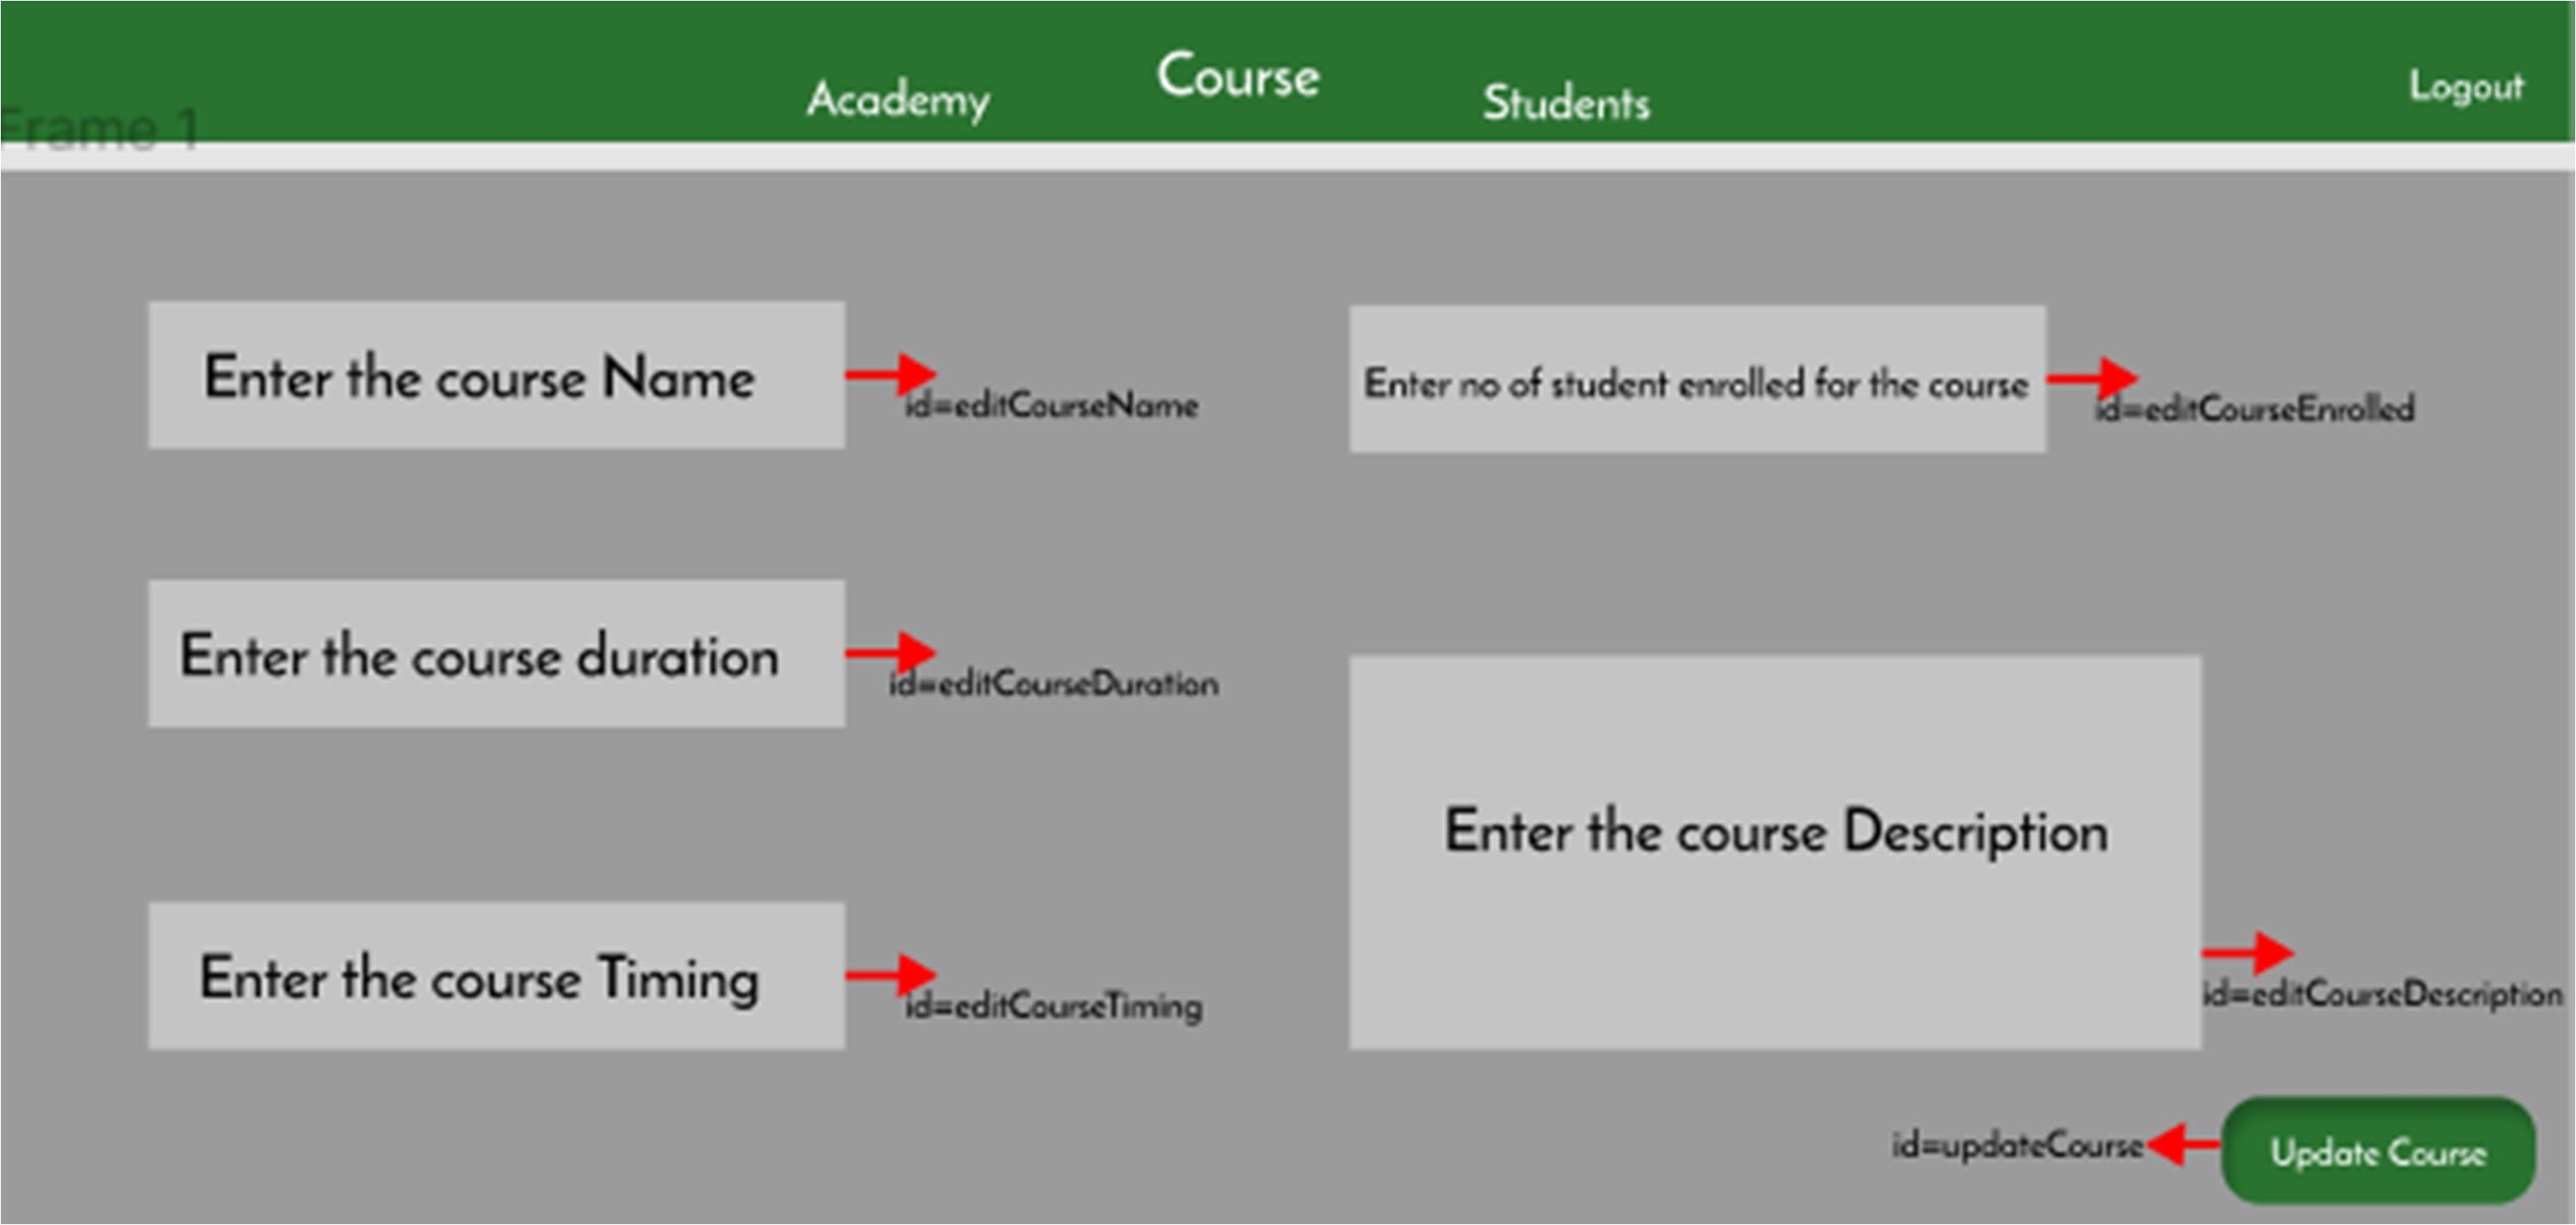 Academy
Course
Students
Logout
Frame 1
Enter the course Name
id=editCourseName
Enter no of student enrolled for the course
id=editCourseEnrolled
Enter the course duration
id=editCourseDuration
Enter the course Description
id=editCourseDescription
Enter the course Timing
id=editCourseTiming
id=updateCourse
Update Course